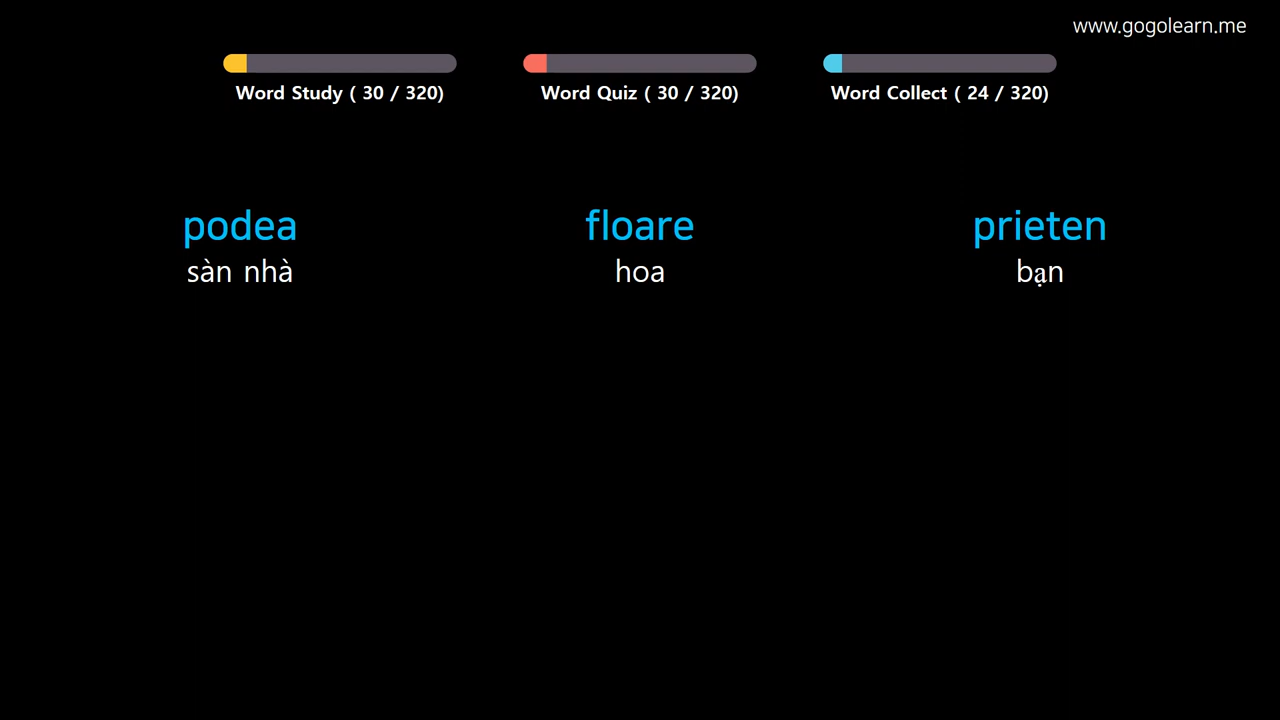 www.gogolearn.me
Word Study ( 30 / 320)
Word Quiz ( 30 / 320)
Word Collect ( 24 / 320)
podea
sàn nhà
floare
hoa
prieten
bạn